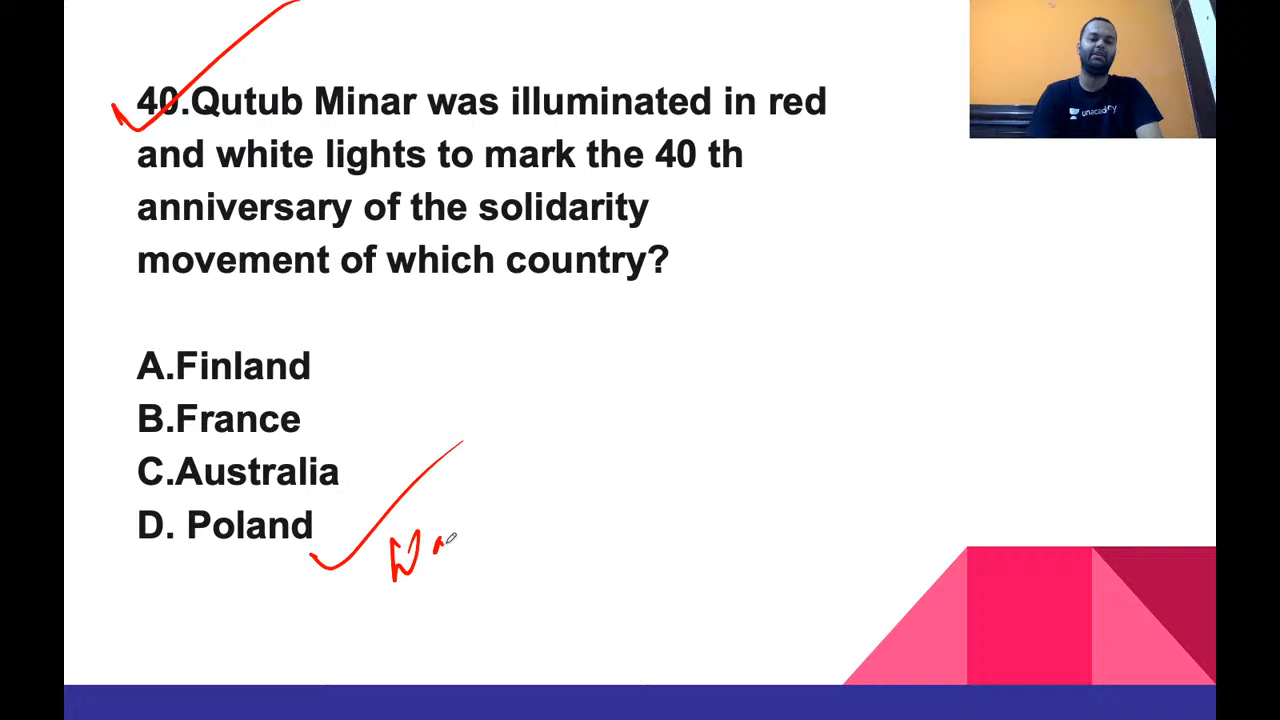 40.Qutub Minar was illuminated in red
and white lights to mark the 40 th
anniversary of the solidarity
movement of which country?
A.Finland
B.France
C.Australia
D. Poland
unacademy